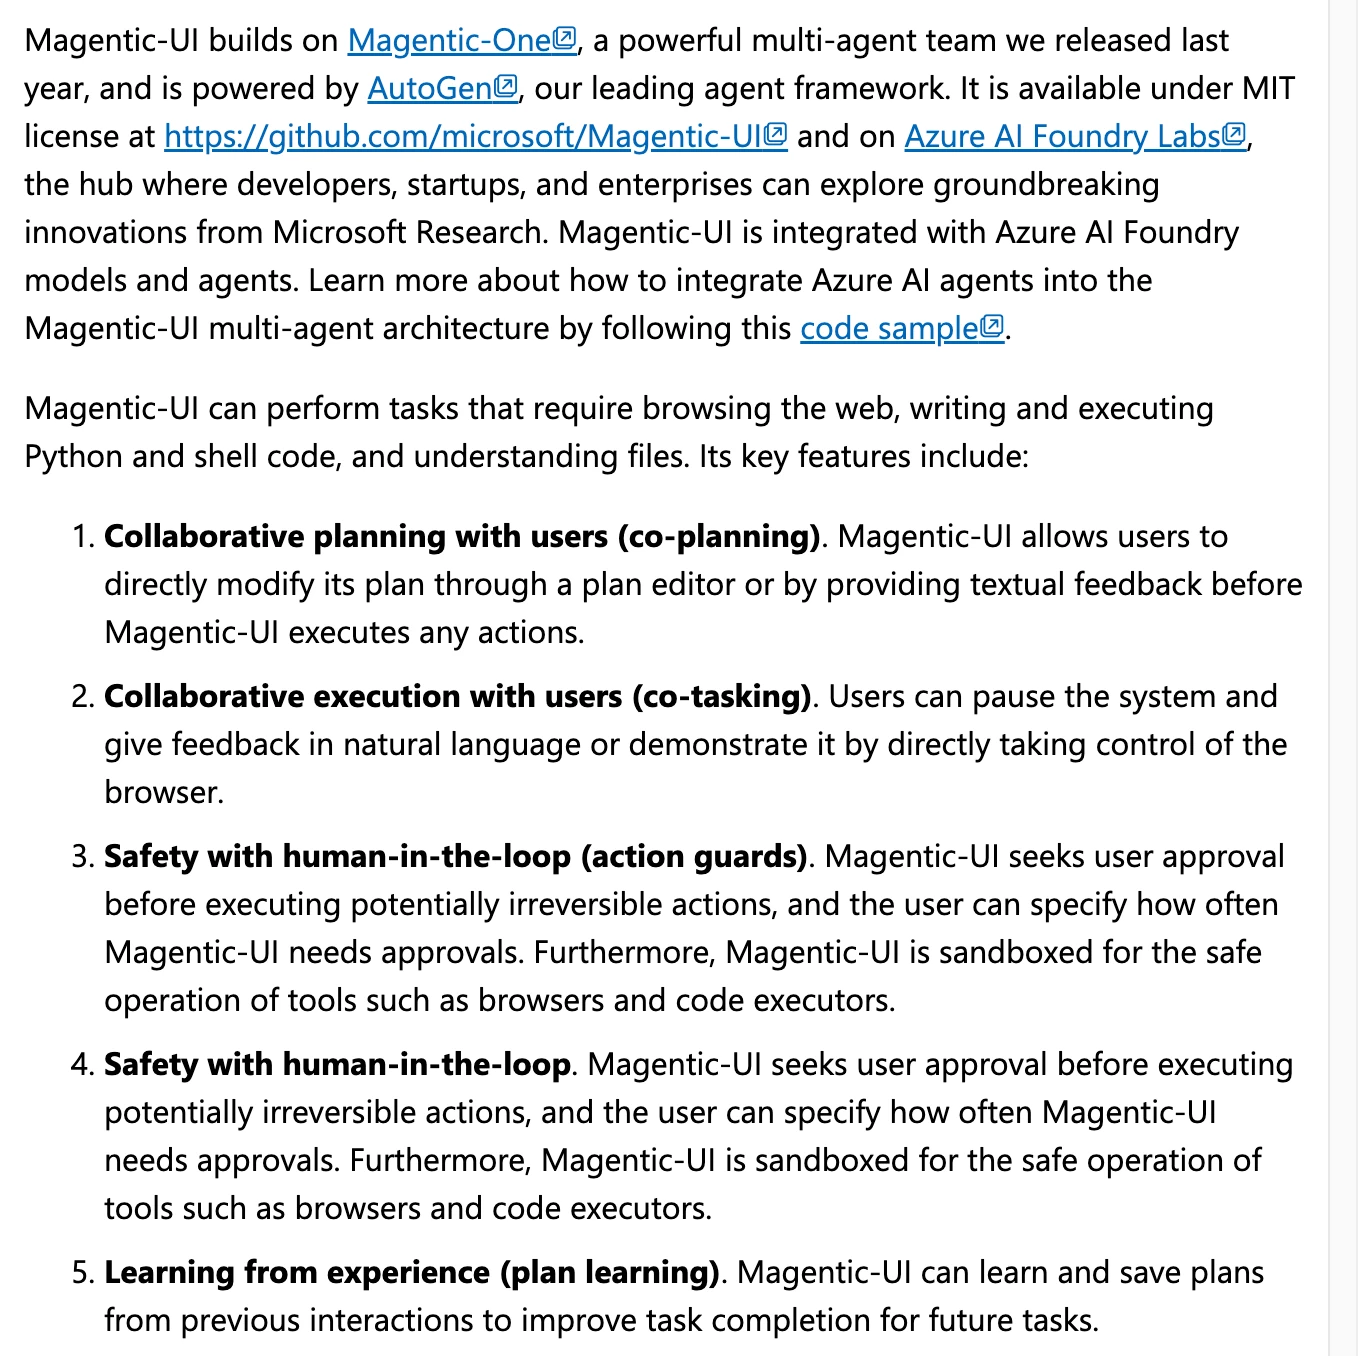 Magentic-UI builds on Magentic-One, a powerful multi-agent team we released last
year, and is powered by AutoGen, our leading agent framework. It is available under MIT
license at https://github.com/microsoft/Magentic-UI and on Azure AI Foundry Labs,
the hub where developers, startups, and enterprises can explore groundbreaking
innovations from Microsoft Research. Magentic-UI is integrated with Azure AI Foundry
models and agents. Learn more about how to integrate Azure AI agents into the
Magentic-UI multi-agent architecture by following this code sample.
Magentic-UI can perform tasks that require browsing the web, writing and executing
Python and shell code, and understanding files. Its key features include:
1. Collaborative planning with users (co-planning). Magentic-UI allows users to
directly modify its plan through a plan editor or by providing textual feedback before
Magentic-UI executes any actions.
2. Collaborative execution with users (co-tasking). Users can pause the system and
give feedback in natural language or demonstrate it by directly taking control of the
browser.
3. Safety with human-in-the-loop (action guards). Magentic-UI seeks user approval
before executing potentially irreversible actions, and the user can specify how often
Magentic-UI needs approvals. Furthermore, Magentic-UI is sandboxed for the safe
operation of tools such as browsers and code executors.
4. Safety with human-in-the-loop. Magentic-UI seeks user approval before executing
potentially irreversible actions, and the user can specify how often Magentic-UI
needs approvals. Furthermore, Magentic-UI is sandboxed for the safe operation of
tools such as browsers and code executors.
5. Learning from experience (plan learning). Magentic-UI can learn and save plans
from previous interactions to improve task completion for future tasks.